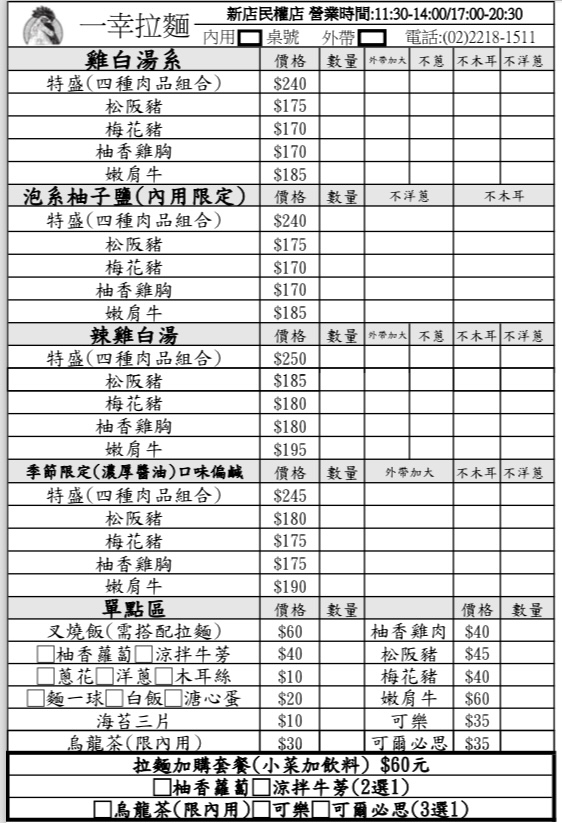 一幸拉麵 新店民權店 營業時間:11:30-14:00/17:00-20:30
內用 桌號 外帶 電話:(02)2218-1511
雞白湯系 價格 數量 外帶加大 不蔥 不木耳 不洋蔥
特盛(四種肉品組合) $240
松阪豬 $175
梅花豬 $170
柚香雞胸 $170
嫩肩牛 $185
泡系柚子鹽(內用限定) 價格 數量 不洋蔥 不木耳
特盛(四種肉品組合) $240
松阪豬 $175
梅花豬 $170
柚香雞胸 $170
嫩肩牛 $185
辣雞白湯 價格 數量 外帶加大 不蔥 不木耳 不洋蔥
特盛(四種肉品組合) $250
松阪豬 $185
梅花豬 $180
柚香雞胸 $180
嫩肩牛 $195
季節限定(濃厚醬油)口味偏鹹 價格 數量 外帶加大 不木耳 不洋蔥
特盛(四種肉品組合) $245
松阪豬 $180
梅花豬 $175
柚香雞胸 $175
嫩肩牛 $190
單點區 價格 數量 價格 數量
叉燒飯(需搭配拉麵) $60 柚香雞肉 $40
□柚香蘿蔔□涼拌牛蒡 $40 松阪豬 $45
□蔥花□洋蔥□木耳絲 $10 梅花豬 $40
□麵一球□白飯□溏心蛋 $20 嫩肩牛 $60
海苔三片 $10 可樂 $35
烏龍茶(限內用) $30 可爾必思 $35
拉麵加購套餐(小菜加飲料) $60元
□柚香蘿蔔□涼拌牛蒡(2選1)
□烏龍茶(限內用)□可樂□可爾必思(3選1)